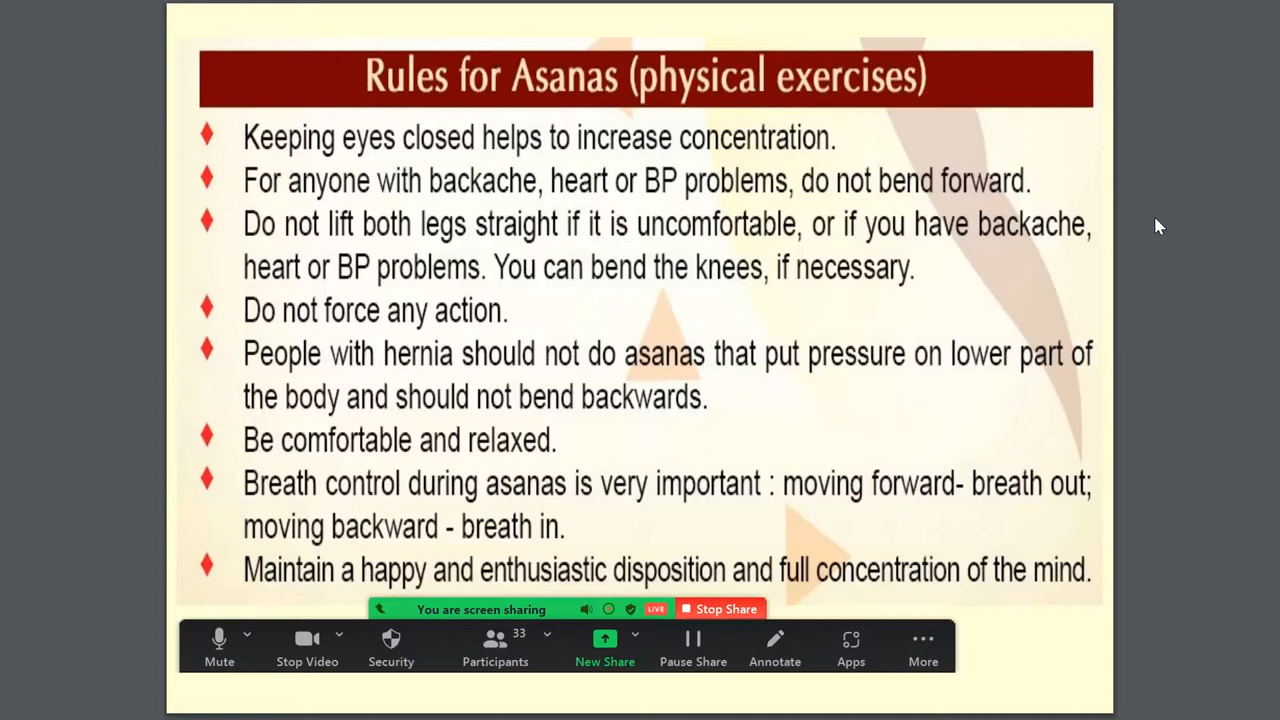 Rules for Asanas (physical exercises)
Keeping eyes closed helps to increase concentration.
For anyone with backache, heart or BP problems, do not bend forward.
Do not lift both legs straight if it is uncomfortable, or if you have backache,
heart or BP problems. You can bend the knees, if necessary.
Do not force any action.
People with hernia should not do asanas that put pressure on lower part of
the body and should not bend backwards.
Be comfortable and relaxed.
Breath control during asanas is very important : moving forward- breath out;
moving backward - breath in.
Maintain a happy and enthusiastic disposition and full concentration of the mind.
You are screen sharing LIVE Stop Share
33
Mute Stop Video Security Participants New Share Pause Share Annotate Apps More